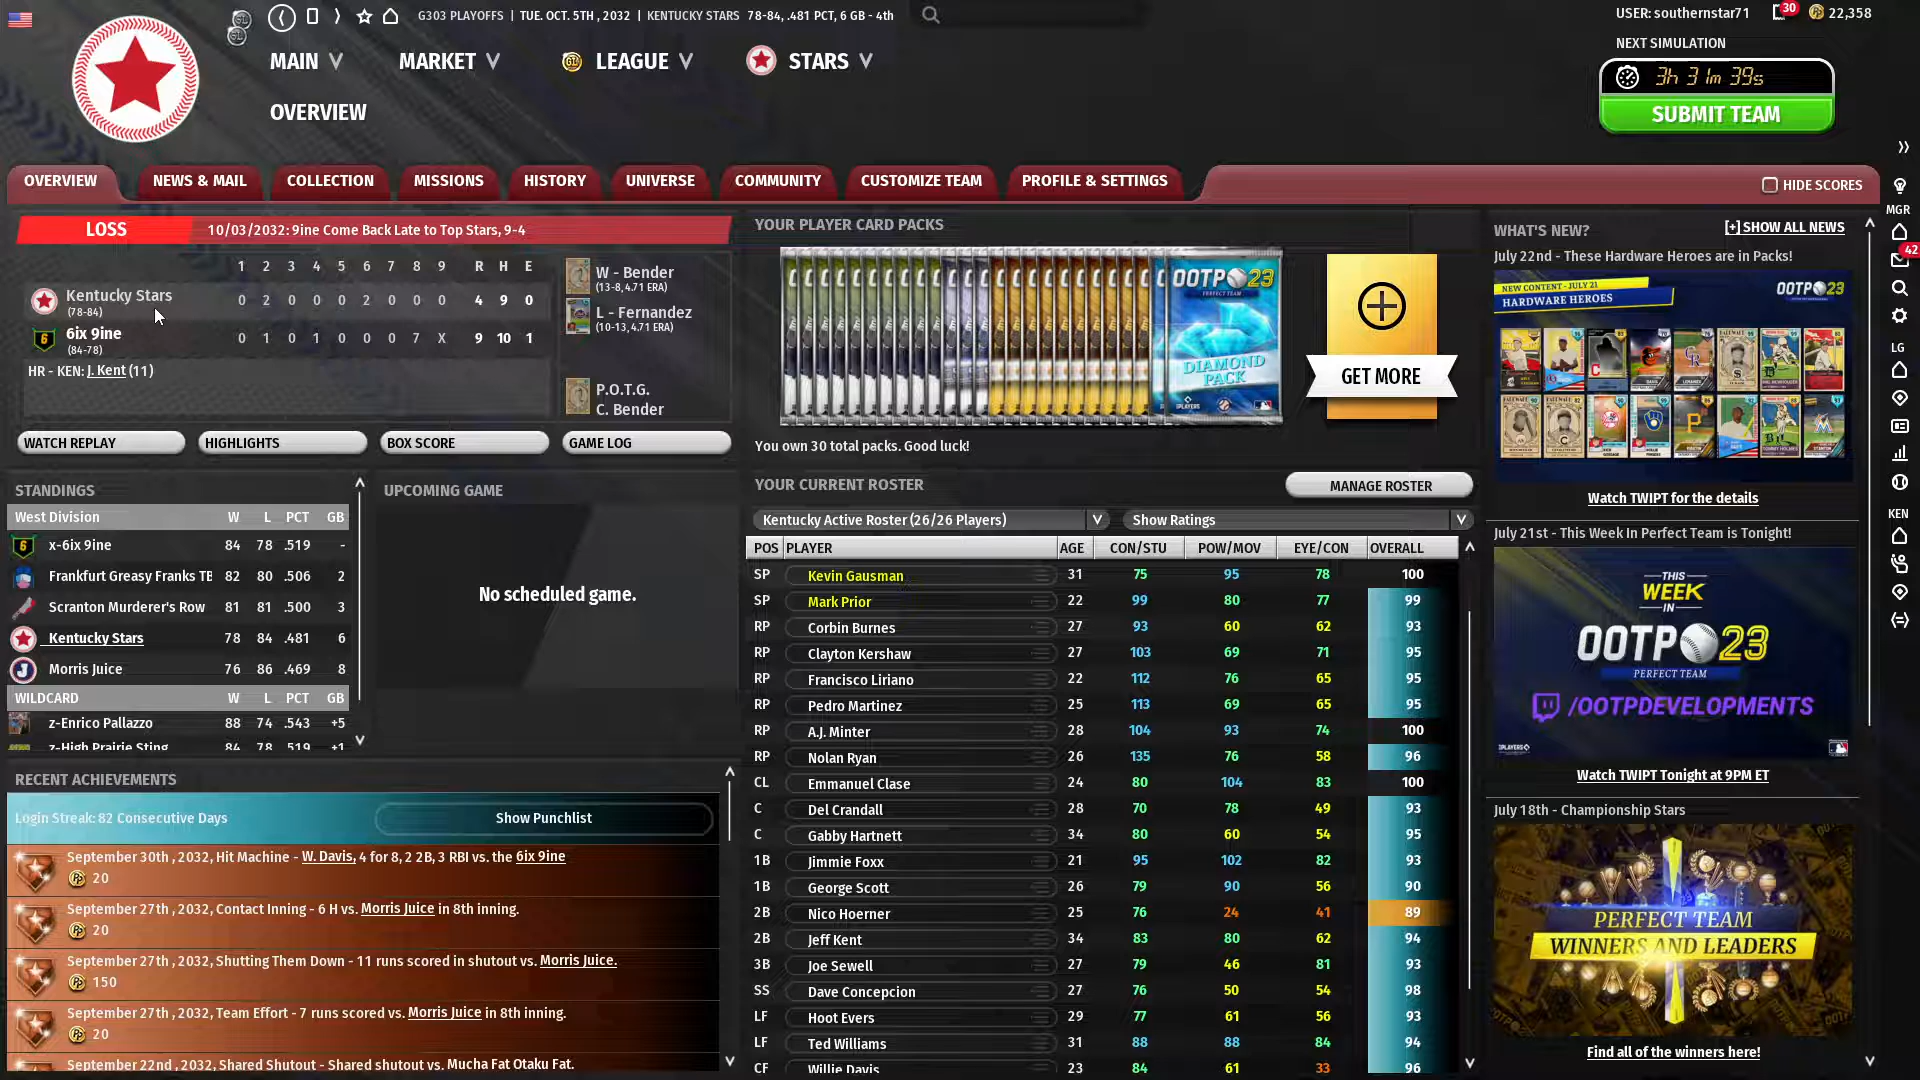 G303 PLAYOFFS | TUE. OCT. 5TH , 2032 | KENTUCKY STARS 78-84, .481 PCT, 6 GB - 4th
USER: southernstar71
30
22,358
NEXT SIMULATION
3h 31m 39s
SUBMIT TEAM
MAIN
MARKET
LEAGUE
STARS
OVERVIEW
OVERVIEW
NEWS & MAIL
COLLECTION
MISSIONS
HISTORY
UNIVERSE
COMMUNITY
CUSTOMIZE TEAM
PROFILE & SETTINGS
HIDE SCORES
LOSS 10/03/2032: 9ine Come Back Late to Top Stars, 9-4
1 2 3 4 5 6 7 8 9 R H E
Kentucky Stars 0 2 0 0 0 2 0 0 0 4 9 0
(78-84)
6ix 9ine 0 1 0 1 0 0 0 7 X 9 10 1
(84-78)
HR - KEN: J. Kent (11)
W - Bender
(13-8, 4.71 ERA)
L - Fernandez
(10-13, 4.71 ERA)
P.O.T.G.
C. Bender
WATCH REPLAY
HIGHLIGHTS
BOX SCORE
GAME LOG
STANDINGS
West Division W L PCT GB
x-6ix 9ine 84 78 .519 -
Frankfurt Greasy Franks TB 82 80 .506 2
Scranton Murderer's Row 81 81 .500 3
Kentucky Stars 78 84 .481 6
Morris Juice 76 86 .469 8
WILDCARD W L PCT GB
z-Enrico Pallazzo 88 74 .543 +5
z-High Prairie Sting 84 78 .519 +1
UPCOMING GAME
No scheduled game.
RECENT ACHIEVEMENTS
Login Streak: 82 Consecutive Days
Show Punchlist
September 30th , 2032, Hit Machine - W. Davis, 4 for 8, 2 2B, 3 RBI vs. the 6ix 9ine
20
September 27th , 2032, Contact Inning - 6 H vs. Morris Juice in 8th inning.
20
September 27th , 2032, Shutting Them Down - 11 runs scored in shutout vs. Morris Juice.
150
September 27th , 2032, Team Effort - 7 runs scored vs. Morris Juice in 8th inning.
20
September 22nd , 2032, Shared Shutout - Shared shutout vs. Mucha Fat Otaku Fat.
YOUR PLAYER CARD PACKS
OOTP 23
PERFECT TEAM
DIAMOND
PACK
GET MORE
You own 30 total packs. Good luck!
YOUR CURRENT ROSTER
MANAGE ROSTER
Kentucky Active Roster (26/26 Players)
Show Ratings
POS PLAYER AGE CON/STU POW/MOV EYE/CON OVERALL
SP Kevin Gausman 31 75 95 78 100
SP Mark Prior 22 99 80 77 99
RP Corbin Burnes 27 93 60 62 93
RP Clayton Kershaw 27 103 69 71 95
RP Francisco Liriano 22 112 76 65 95
RP Pedro Martinez 25 113 69 65 95
RP A.J. Minter 28 104 93 74 100
RP Nolan Ryan 26 135 76 58 96
CL Emmanuel Clase 24 80 104 83 100
C Del Crandall 28 70 78 49 93
C Gabby Hartnett 34 80 60 54 95
1B Jimmie Foxx 21 95 102 82 93
1B George Scott 26 79 90 56 90
2B Nico Hoerner 25 76 24 41 89
2B Jeff Kent 34 83 80 62 94
3B Joe Sewell 27 79 46 81 93
SS Dave Concepcion 27 76 50 54 98
LF Hoot Evers 29 77 61 56 93
LF Ted Williams 31 88 88 84 94
CF Willie Davis 23 84 61 33 96
WHAT'S NEW?
[+] SHOW ALL NEWS
July 22nd - These Hardware Heroes are in Packs!
NEW CONTENT - JULY 21
HARDWARE HEROES
OOTP 23
PERFECT TEAM
Watch TWIPT for the details
July 21st - This Week In Perfect Team is Tonight!
THIS
WEEK
IN
OOTP 23
PERFECT TEAM
/OOTPDEVELOPMENTS
Watch TWIPT Tonight at 9PM ET
July 18th - Championship Stars
PERFECT TEAM
WINNERS AND LEADERS
Find all of the winners here!
MGR
42
LG
KEN